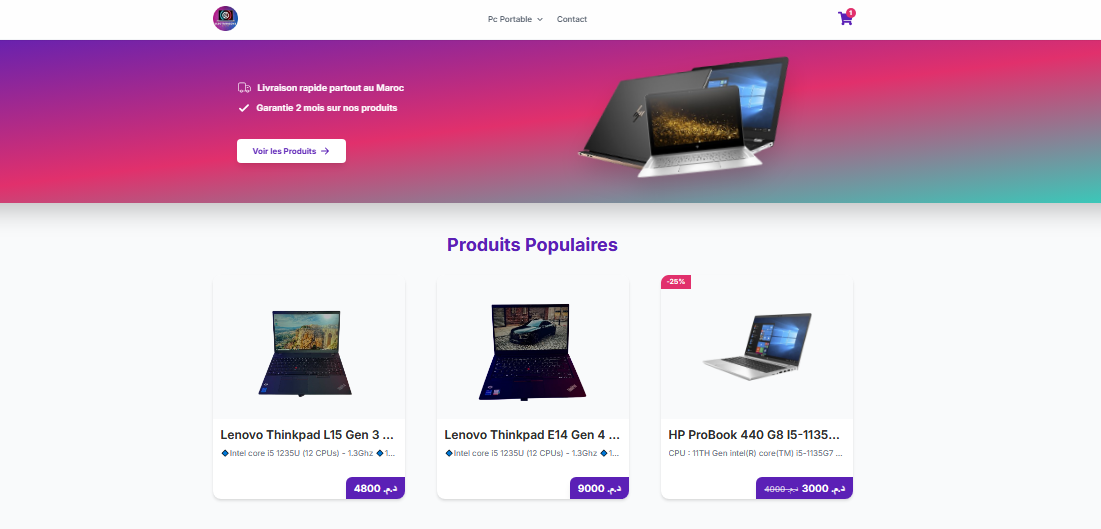 Pc Portable
Contact
1
Livraison rapide partout au Maroc
Garantie 2 mois sur nos produits
Voir les Produits
Produits Populaires
-25%
Lenovo Thinkpad L15 Gen 3 ...
🔷Intel core i5 1235U (12 CPUs) - 1.3Ghz 🔷1...
4800 د.م.
Lenovo Thinkpad E14 Gen 4 ...
🔷Intel core i5 1235U (12 CPUs) - 1.3Ghz 🔷1...
9000 د.م.
HP ProBook 440 G8 I5-1135...
CPU : 11TH Gen intel(R) core(TM) i5-1135G7 ...
4000 د.م. 3000 د.م.